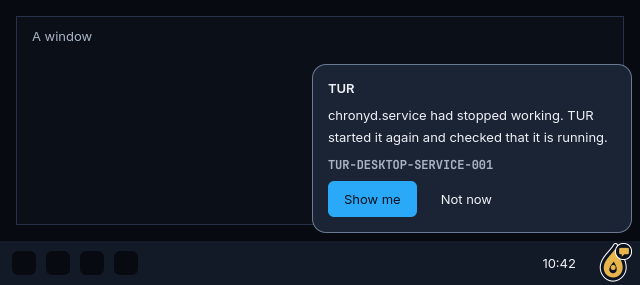 A window
TUR
chronyd.service had stopped working. TUR
started it again and checked that it is running.
TUR-DESKTOP-SERVICE-001
Show me
Not now
10:42